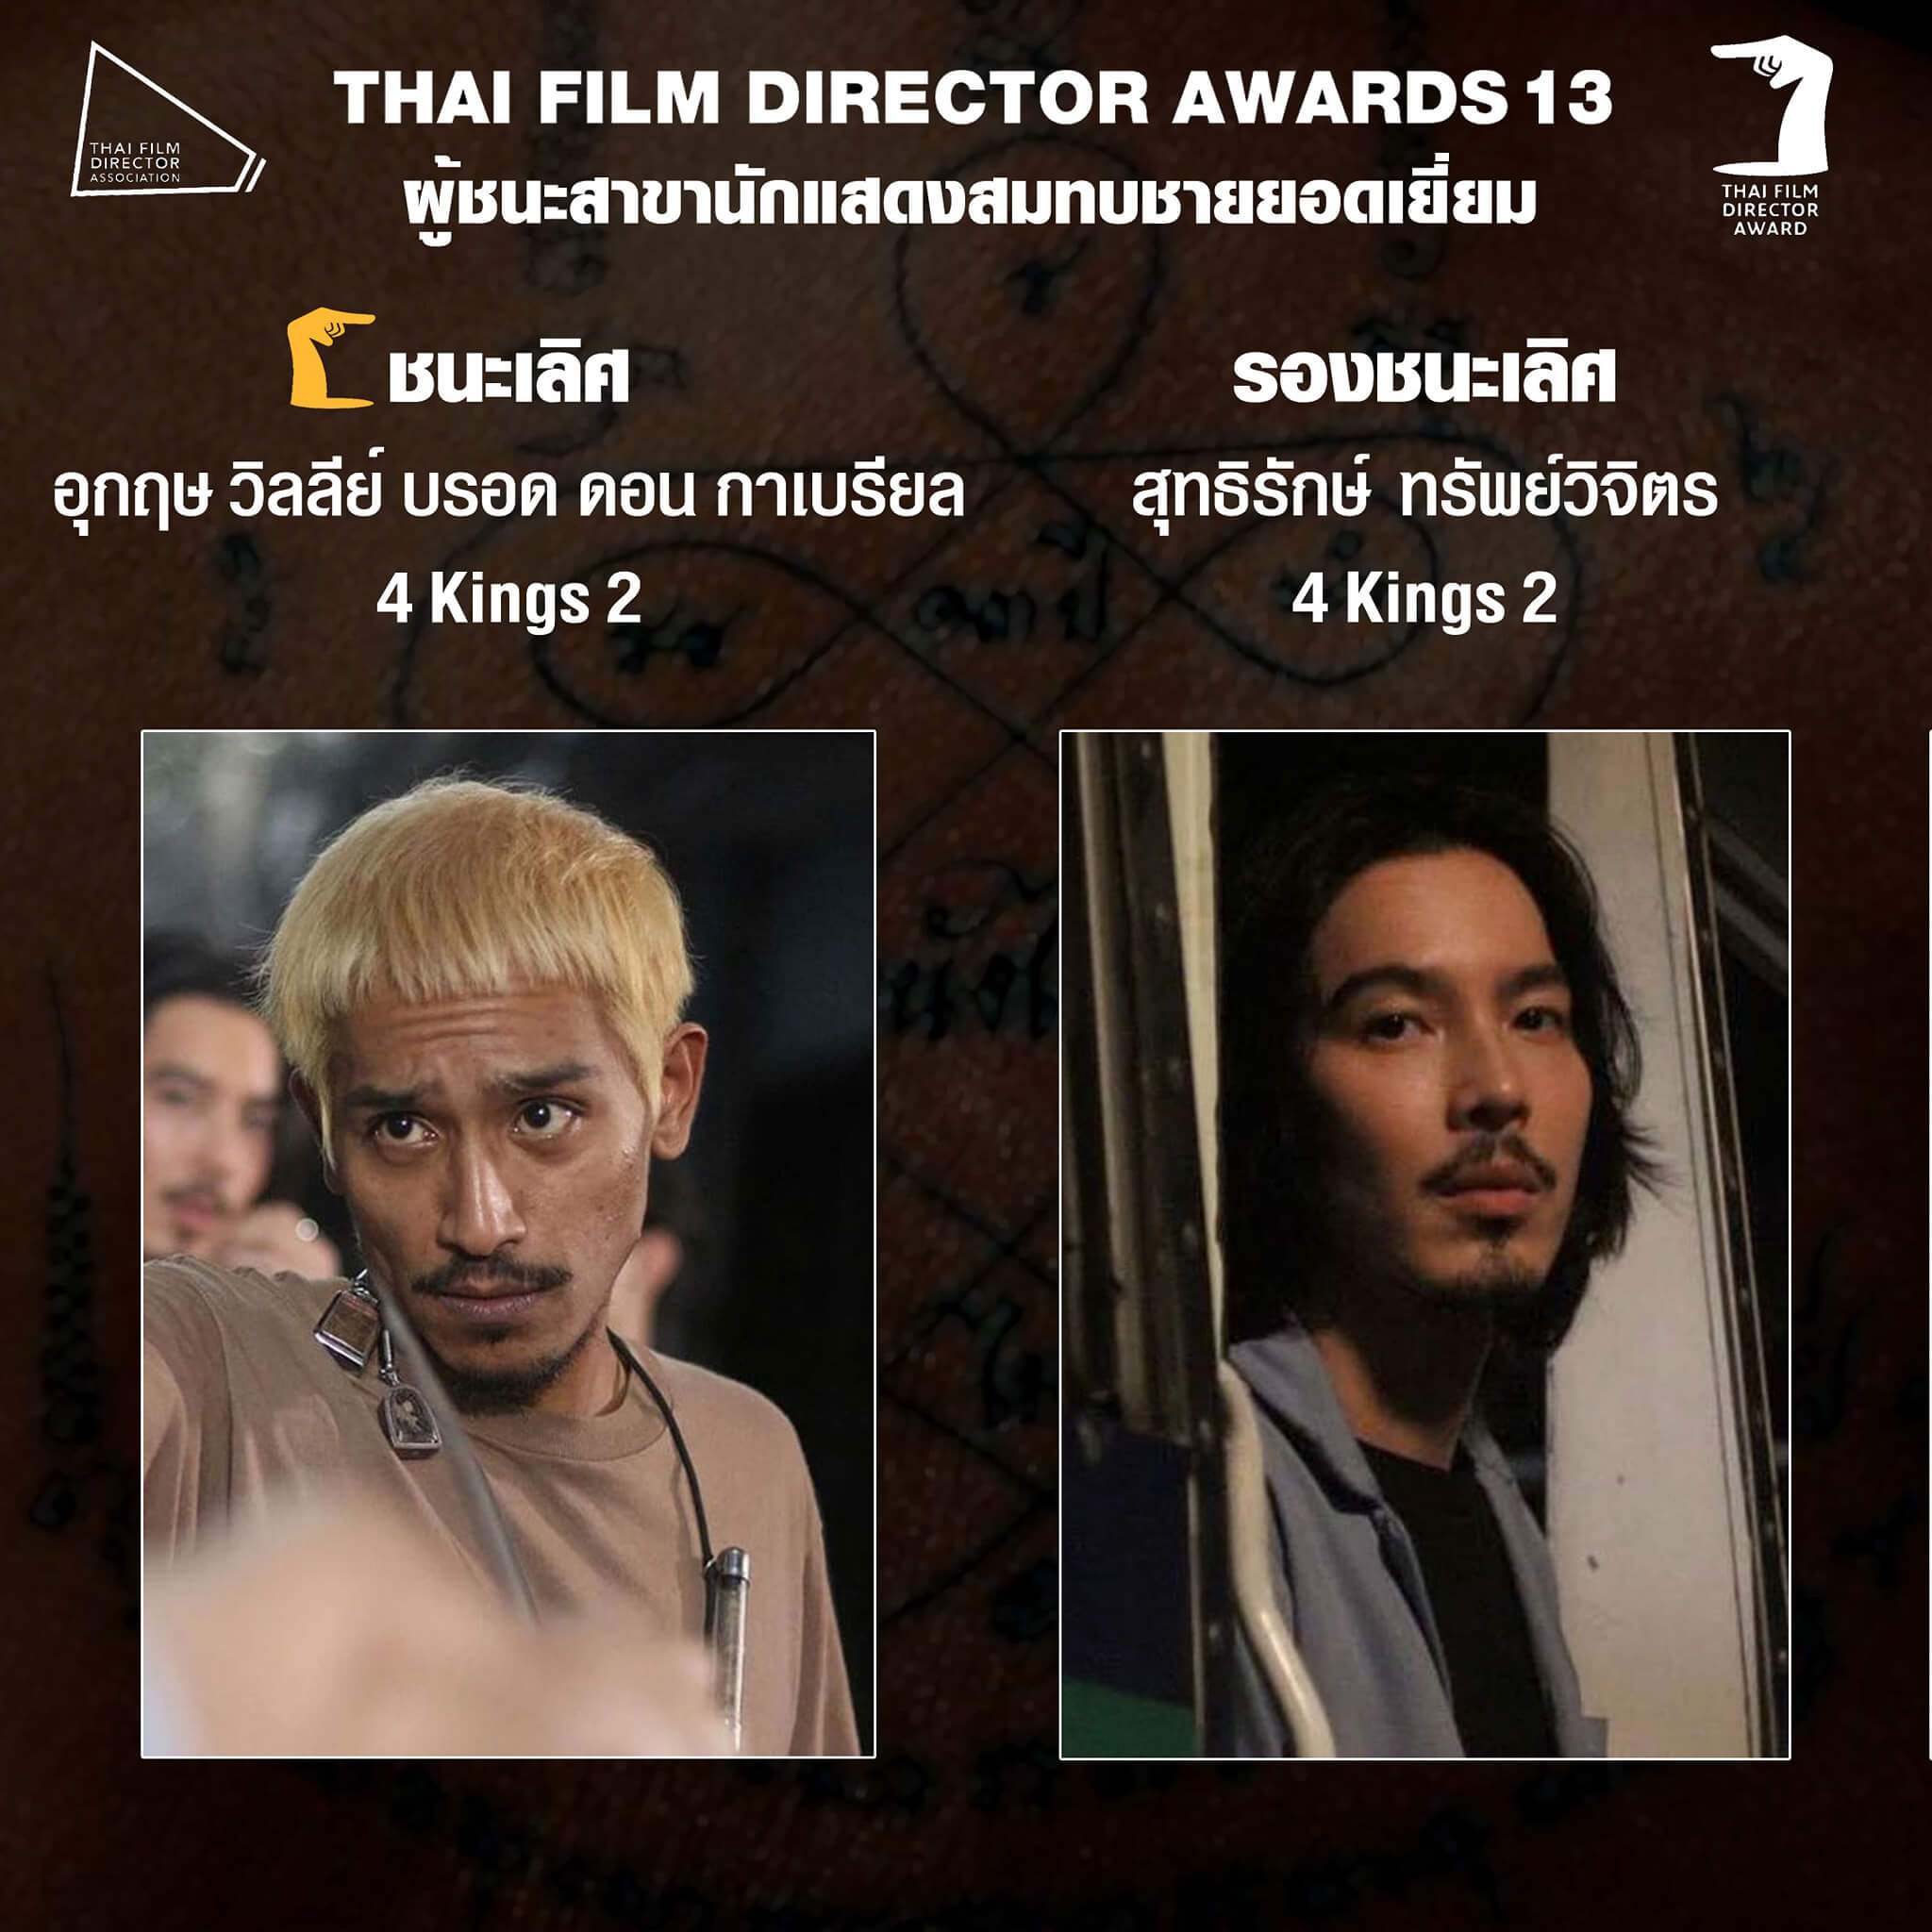 THAI FILM
DIRECTOR
ASSOCIATION
THAI FILM DIRECTOR AWARDS 13
ผู้ชนะสาขานักแสดงสมทบชายยอดเยี่ยม
THAI FILM
DIRECTOR
AWARD
ชนะเลิศ
อุกฤษ วิลลีย์ บรอด ดอน กาเบรียล
4 Kings 2
รองชนะเลิศ
สุทธิรักษ์ ทรัพย์วิจิตร
4 Kings 2